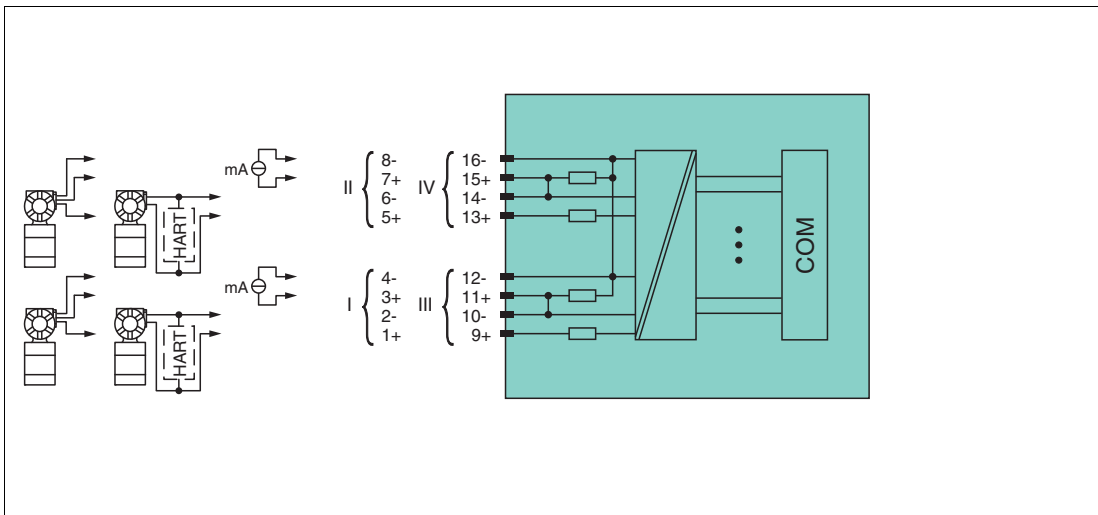 mA
II
8-
7+
6-
5+
IV
16-
15+
14-
13+
HART
mA
I
4-
3+
2-
1+
III
12-
11+
10-
9+
HART
COM